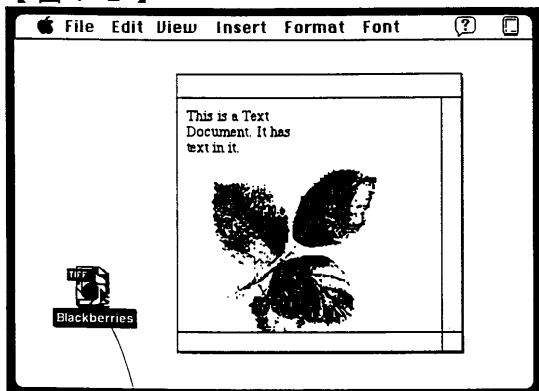 File Edit View Insert Format Font
This is a Text
Document. It has
text in it.
TIFF
Blackberries